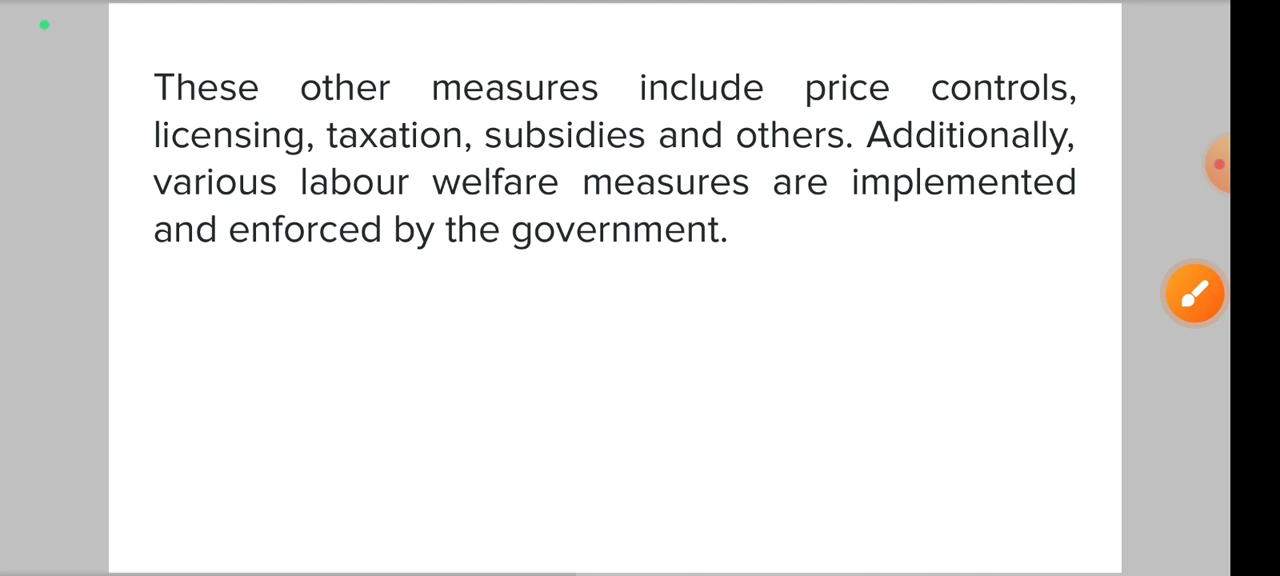 These other measures include price controls,
licensing, taxation, subsidies and others. Additionally,
various labour welfare measures are implemented
and enforced by the government.